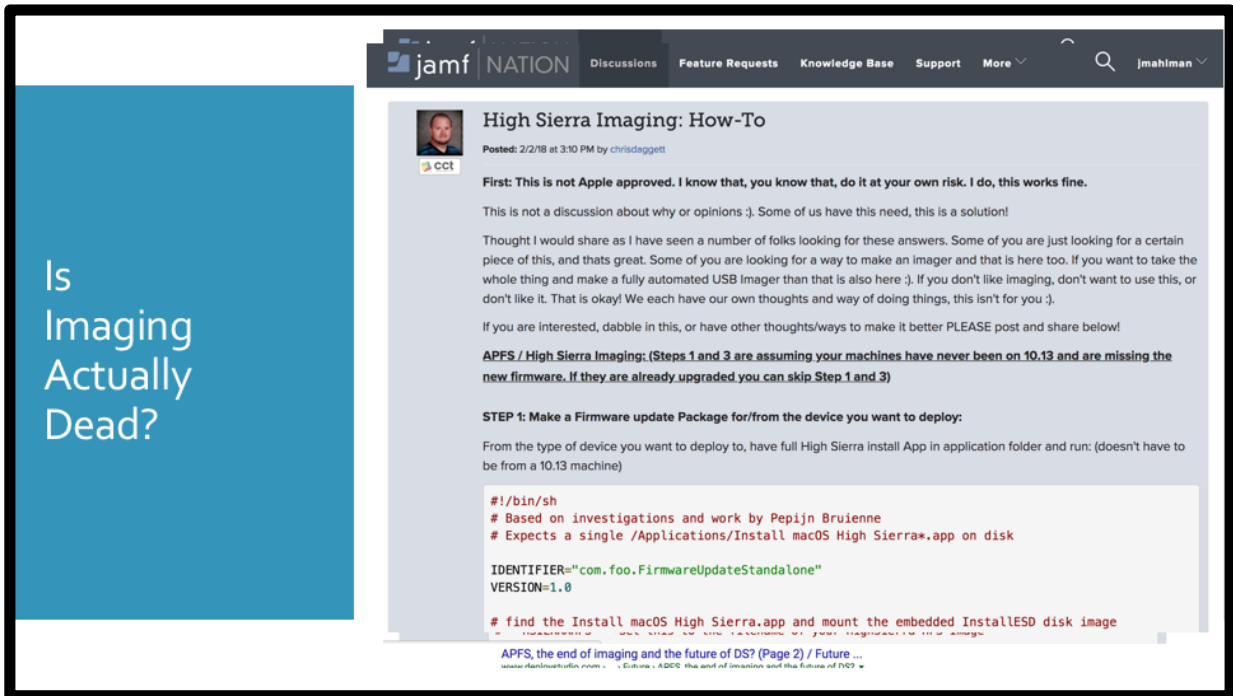 Is
Imaging
Actually
Dead?
jamf NATION Discussions Feature Requests Knowledge Base Support More jmahlman
cct
High Sierra Imaging: How-To
Posted: 2/2/18 at 3:10 PM by chrisdaggett
First: This is not Apple approved. I know that, you know that, do it at your own risk. I do, this works fine.
This is not a discussion about why or opinions :). Some of us have this need, this is a solution!
Thought I would share as I have seen a number of folks looking for these answers. Some of you are just looking for a certain
piece of this, and thats great. Some of you are looking for a way to make an imager and that is here too. If you want to take the
whole thing and make a fully automated USB Imager than that is also here :). If you don't like imaging, don't want to use this, or
don't like it. That is okay! We each have our own thoughts and way of doing things, this isn't for you :).
If you are interested, dabble in this, or have other thoughts/ways to make it better PLEASE post and share below!
APFS / High Sierra Imaging: (Steps 1 and 3 are assuming your machines have never been on 10.13 and are missing the
new firmware. If they are already upgraded you can skip Step 1 and 3)
STEP 1: Make a Firmware update Package for/from the device you want to deploy:
From the type of device you want to deploy to, have full High Sierra install App in application folder and run: (doesn't have to
be from a 10.13 machine)
#!/bin/sh
# Based on investigations and work by Pepijn Bruienne
# Expects a single /Applications/Install macOS High Sierra*.app on disk
IDENTIFIER="com.foo.FirmwareUpdateStandalone"
VERSION=1.0
# find the Install macOS High Sierra.app and mount the embedded InstallESD disk image
APFS, the end of imaging and the future of DS? (Page 2) / Future ...